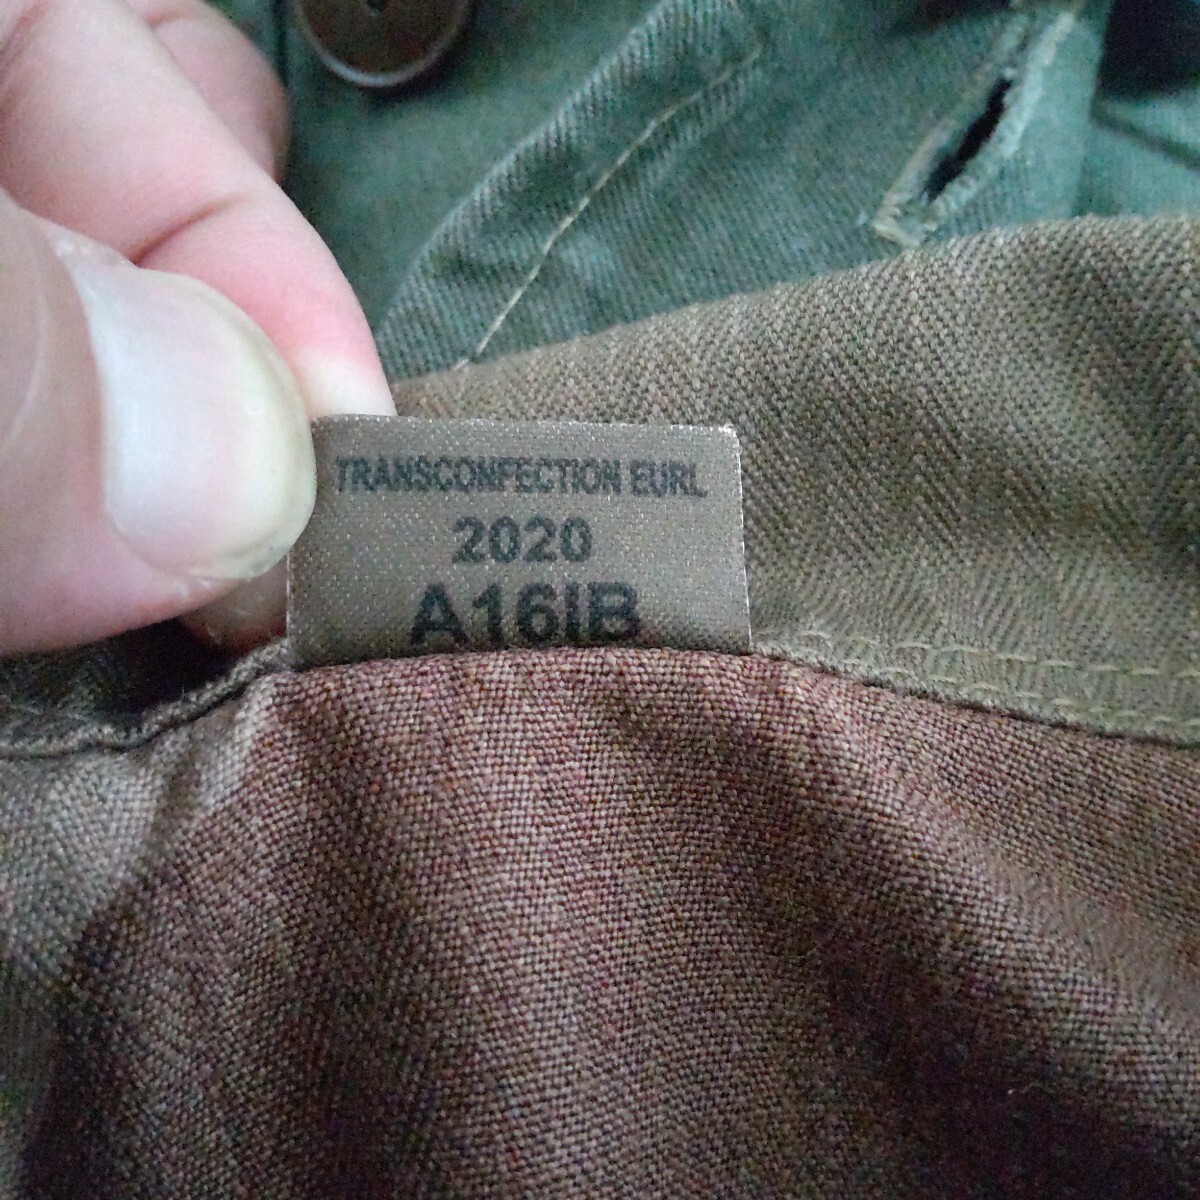 TRANSCONFECTION EURL
2020
A16IB